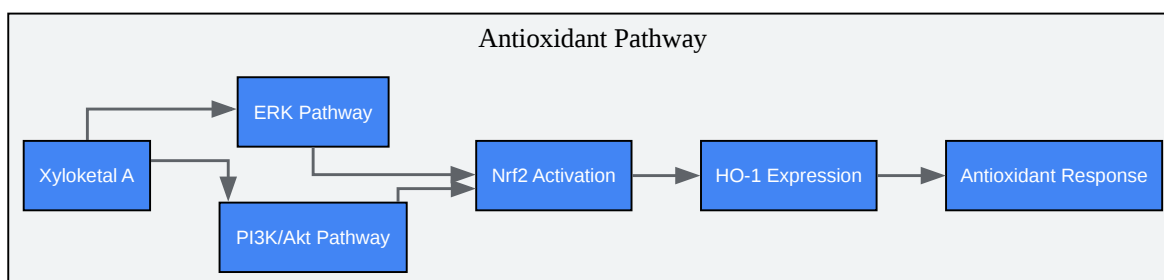 Antioxidant Pathway
ERK Pathway
Xyloketal A
Nrf2 Activation
HO-1 Expression
Antioxidant Response
PI3K/Akt Pathway